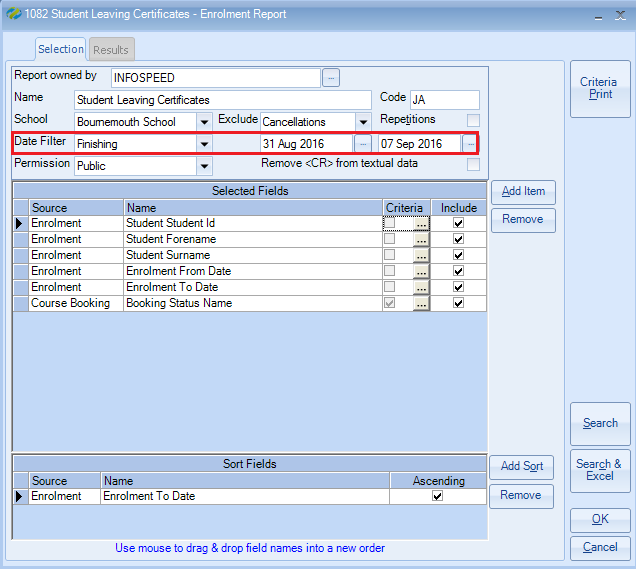 1082 Student Leaving Certificates - Enrolment Report
Selection Results
Report owned by INFOSPEED ...
Name Student Leaving Certificates Code JA
School Bournemouth School Exclude Cancellations Repetitions
Date Filter Finishing 31 Aug 2016 ... 07 Sep 2016 ...
Permission Public Remove <CR> from textual data
Criteria
Print
Selected Fields
Source Name Criteria Include
Enrolment Student Student Id ...
Enrolment Student Forename ...
Enrolment Student Surname ...
Enrolment Enrolment From Date ...
Enrolment Enrolment To Date ...
Course Booking Booking Status Name ...
Add Item
Remove
Search
Search &
Excel
OK
Cancel
Sort Fields
Source Name Ascending
Enrolment Enrolment To Date
Add Sort
Remove
Use mouse to drag & drop field names into a new order